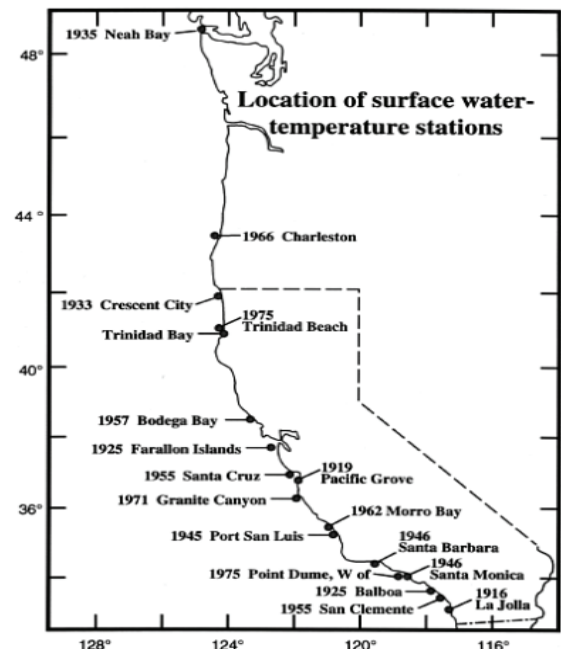 1935 Neah Bay
48°
Location of surface water-
temperature stations
44°
1966 Charleston
1933 Crescent City
1975
Trinidad Beach
Trinidad Bay
40°
1957 Bodega Bay
1925 Farallon Islands
1919
1955 Santa Cruz
Pacific Grove
1971 Granite Canyon
36°
1962 Morro Bay
1945 Port San Luis
1946
Santa Barbara
1946
1975 Point Dume, W of
Santa Monica
1925 Balboa
1916
1955 San Clemente
La Jolla
128°
124°
120°
116°